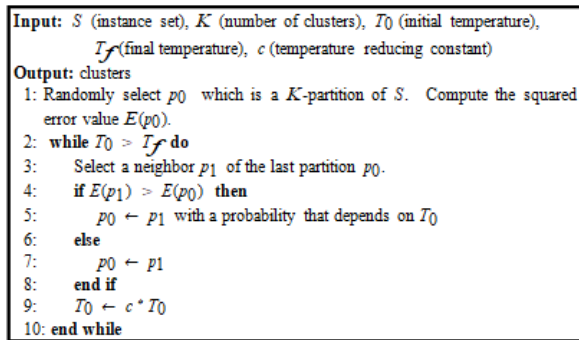 Input: S (instance set), K (number of clusters), T0 (initial temperature),
Tf (final temperature), c (temperature reducing constant)
Output: clusters
1: Randomly select p0 which is a K-partition of S. Compute the squared
error value E(p0).
2: while T0 > Tf do
3: Select a neighbor p1 of the last partition p0.
4: if E(p1) > E(p0) then
5: p0 ← p1 with a probability that depends on T0
6: else
7: p0 ← p1
8: end if
9: T0 ← c * T0
10: end while